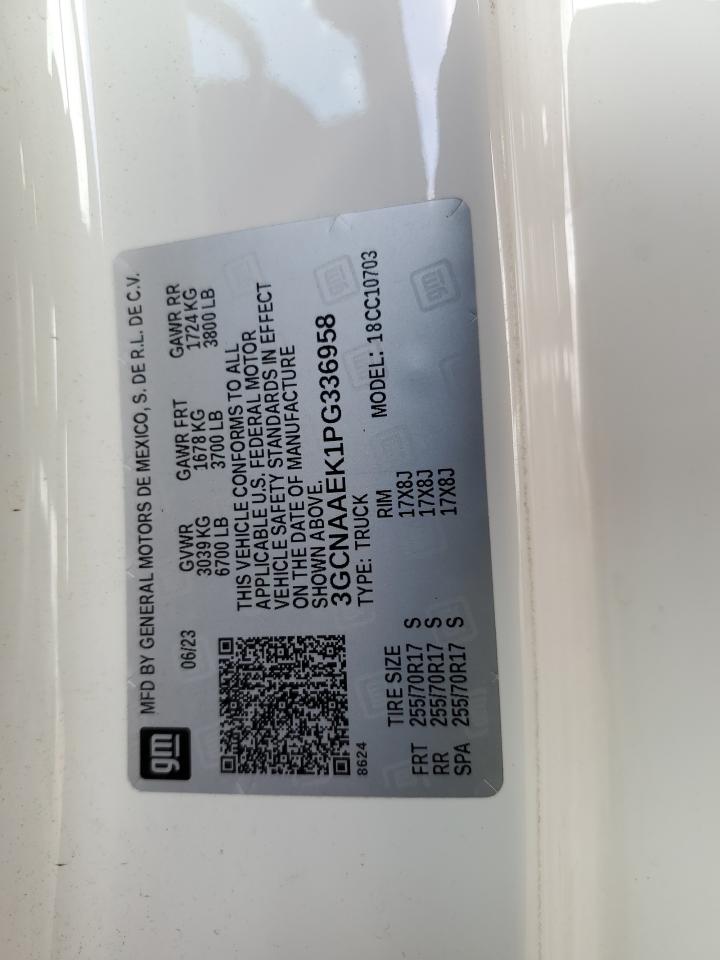 gm
MFD BY GENERAL MOTORS DE MEXICO, S. DE R.L. DE C.V.
06/23
GVWR GAWR FRT GAWR RR
3039 KG 1678 KG 1724 KG
6700 LB 3700 LB 3800 LB
THIS VEHICLE CONFORMS TO ALL
APPLICABLE U.S. FEDERAL MOTOR
VEHICLE SAFETY STANDARDS IN EFFECT
ON THE DATE OF MANUFACTURE
SHOWN ABOVE.
3GCNAAEK1PG336958
8624
TYPE: TRUCK MODEL: 18CC10703
TIRE SIZE RIM
FRT 255/70R17 S 17X8J
RR 255/70R17 S 17X8J
SPA 255/70R17 S 17X8J